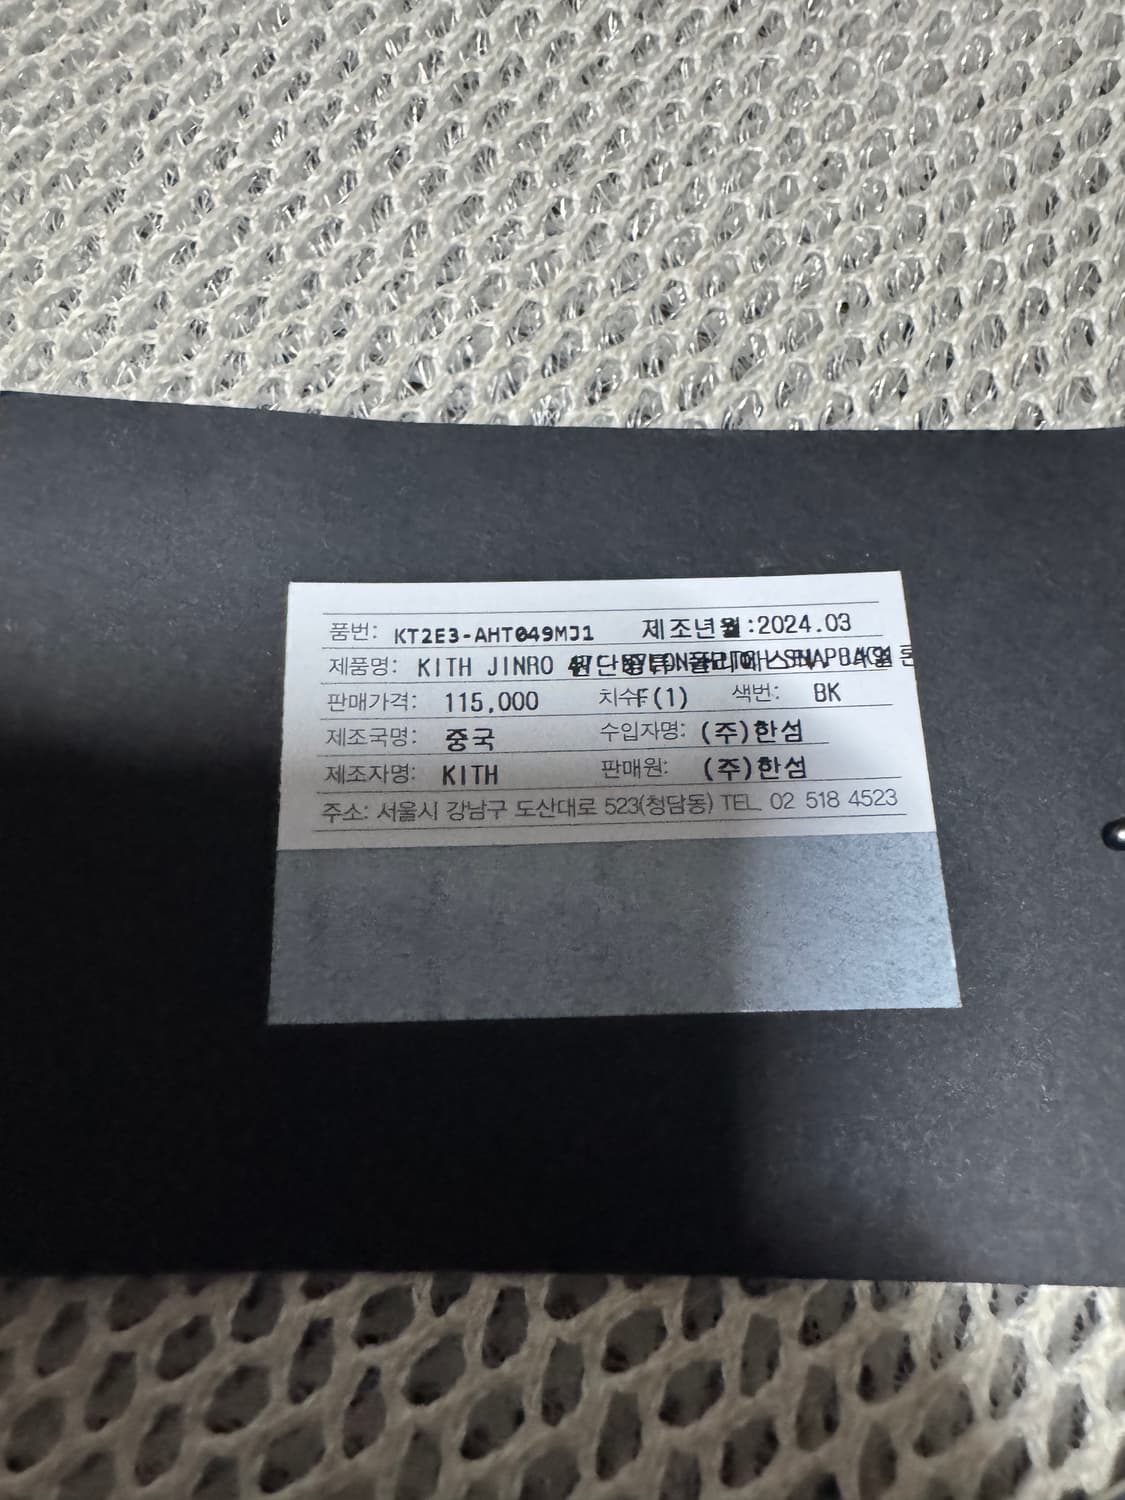 품번: KT2E3-AHT049MJ1 제조년월:2024.03
제품명: KITH JINRO
판매가격: 115,000 치수F(1) 색번: BK
제조국명: 중국 수입자명: (주)한섬
제조자명: KITH 판매원: (주)한섬
주소: 서울시 강남구 도산대로 523(청담동) TEL. 02 518 4523